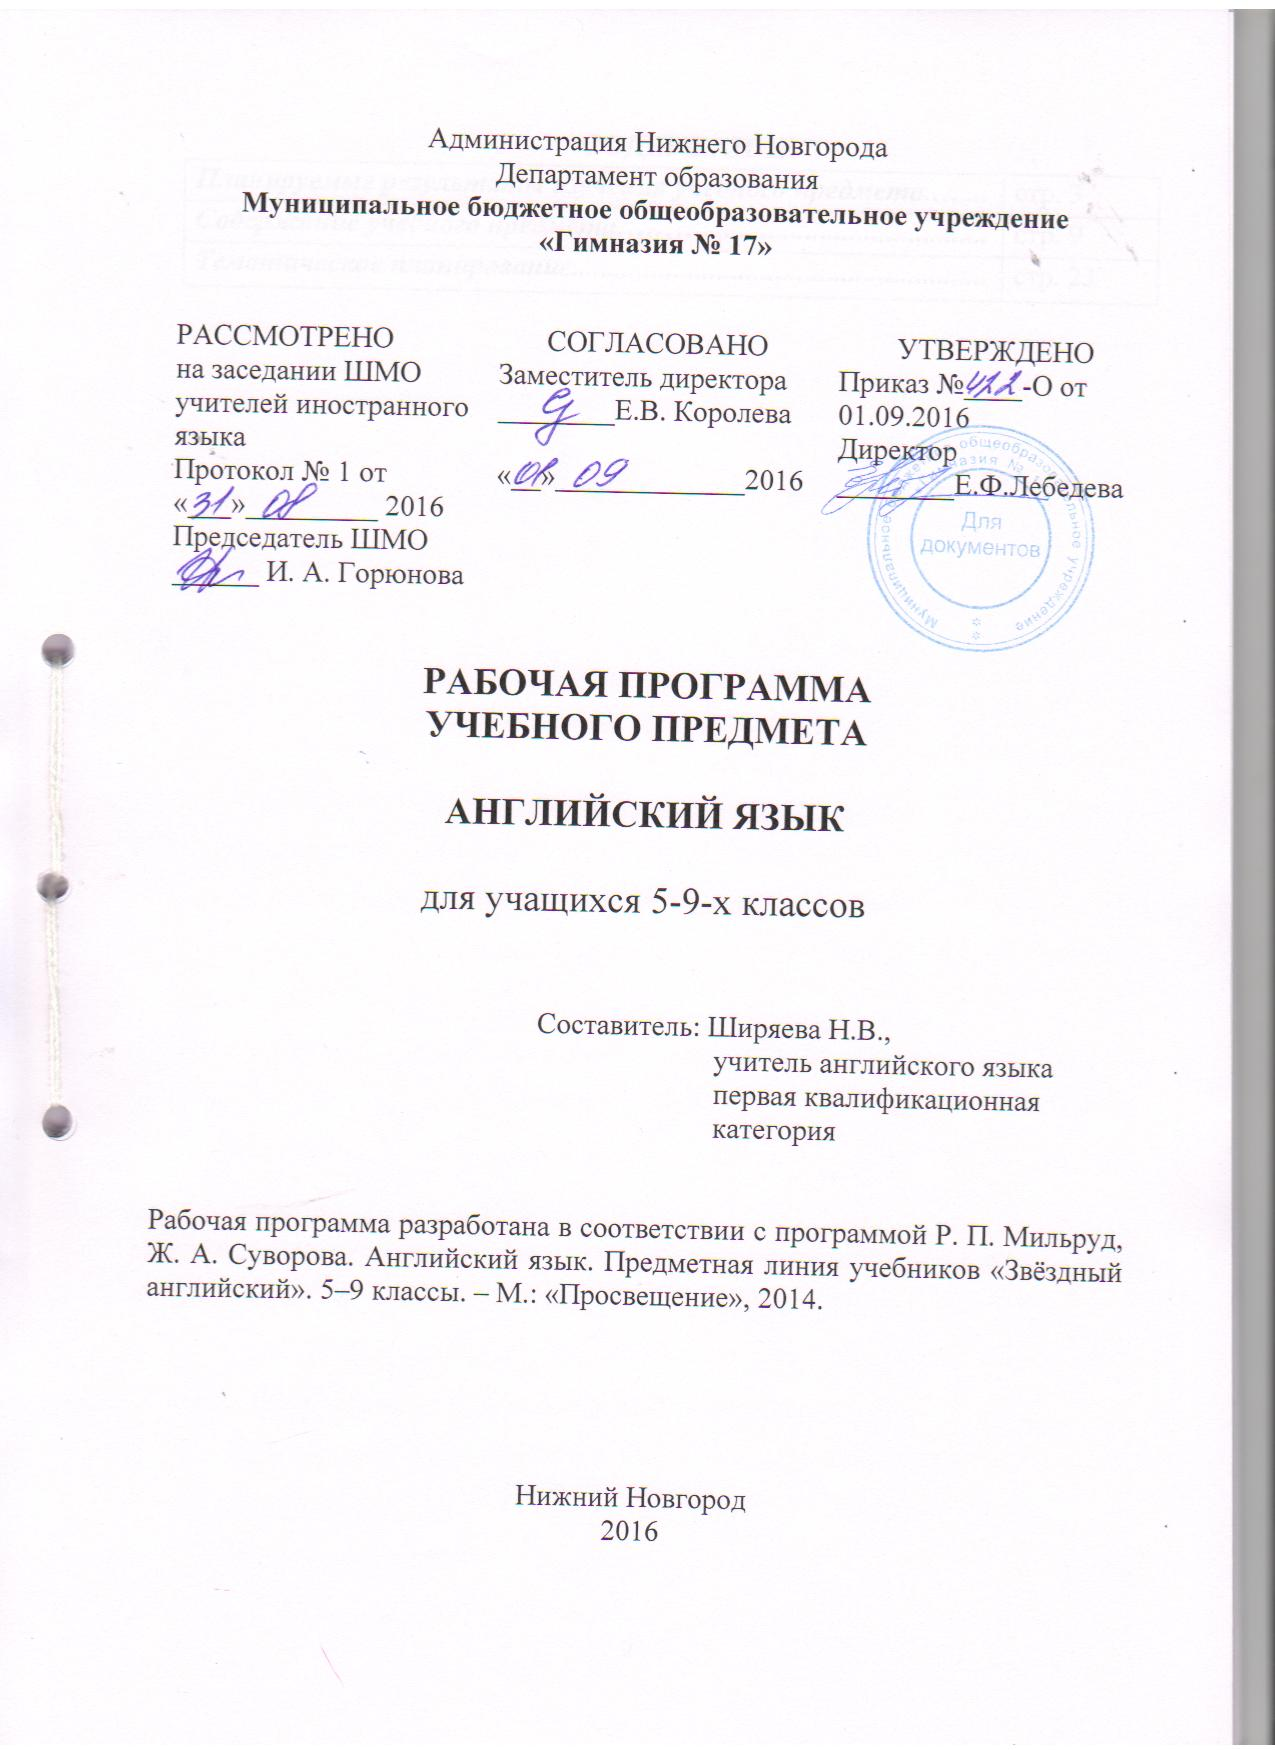 Администрация Нижнего Новгорода
Департамент образования
Муниципальное бюджетное общеобразовательное учреждение
«Гимназия № 17»
РАССМОТРЕНО
на заседании ШМО
учителей иностранного
языка
Протокол № 1 от
«31» 08 2016
Председатель ШМО
И. А. Горюнова
СОГЛАСОВАНО
Заместитель директора
Е.В. Королева
«01» 09 2016
УТВЕРЖДЕНО
Приказ № 422-О от
01.09.2016
Директор
Е.Ф.Лебедева
Для
документов
РАБОЧАЯ ПРОГРАММА
УЧЕБНОГО ПРЕДМЕТА
АНГЛИЙСКИЙ ЯЗЫК
для учащихся 5-9-х классов
Составитель: Ширяева Н.В.,
учитель английского языка
первая квалификационная
категория
Рабочая программа разработана в соответствии с программой Р. П. Мильруд,
Ж. А. Суворова. Английский язык. Предметная линия учебников «Звёздный
английский». 5–9 классы. – М.: «Просвещение», 2014.
Нижний Новгород
2016